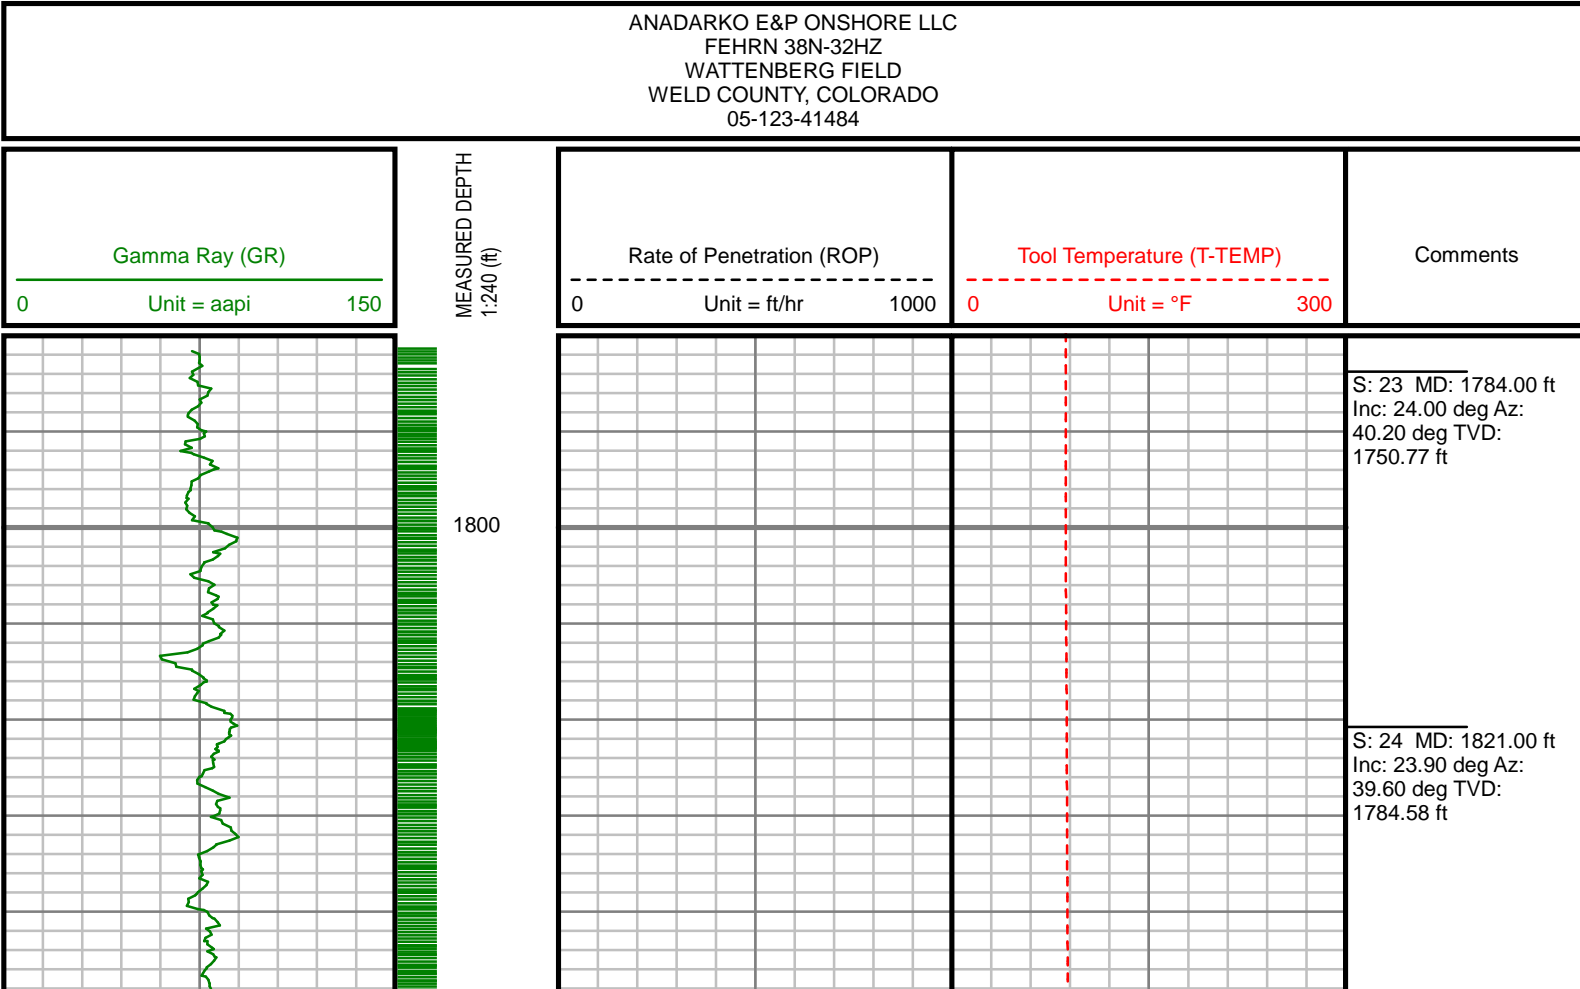 ANADARKO E&P ONSHORE LLC
FEHRN 38N-32HZ
WATTENBERG FIELD
WELD COUNTY, COLORADO
05-123-41484
Gamma Ray (GR)
0 Unit = aapi 150
MEASURED DEPTH
1:240 (ft)
Rate of Penetration (ROP)
0 Unit = ft/hr 1000
Tool Temperature (T-TEMP)
0 Unit = °F 300
Comments
S: 23 MD: 1784.00 ft
Inc: 24.00 deg Az:
40.20 deg TVD:
1750.77 ft
1800
S: 24 MD: 1821.00 ft
Inc: 23.90 deg Az:
39.60 deg TVD:
1784.58 ft